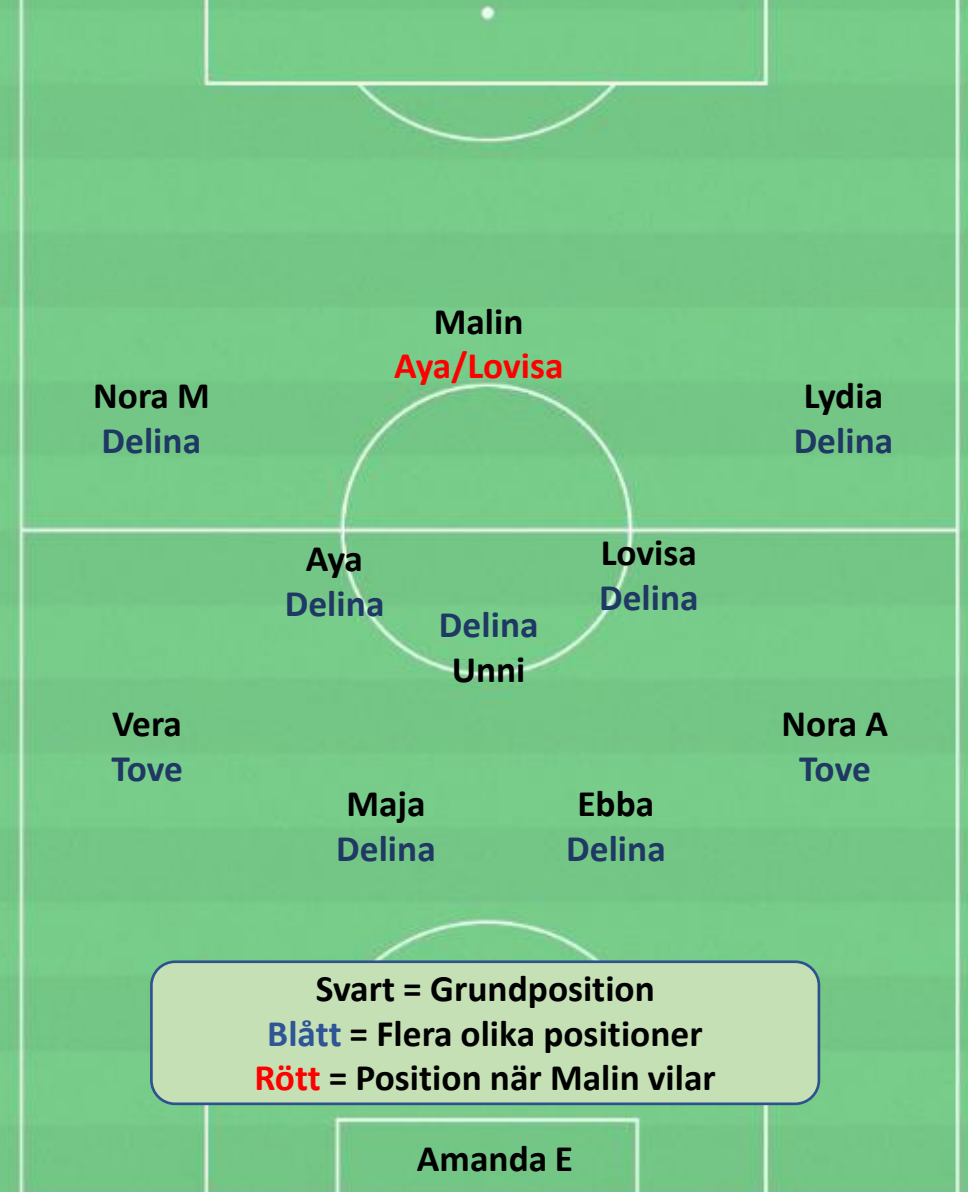 Malin
Aya/Lovisa
Nora M
Delina
Lydia
Delina
Aya
Delina
Lovisa
Delina
Delina
Unni
Vera
Tove
Nora A
Tove
Maja
Delina
Ebba
Delina
Svart = Grundposition
Blått = Flera olika positioner
Rött = Position när Malin vilar
Amanda E